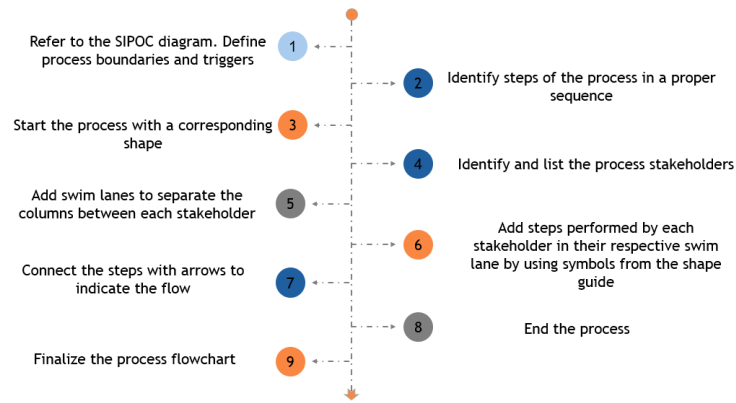 1
Refer to the SIPOC diagram. Define
process boundaries and triggers
2
Identify steps of the process in a proper
sequence
3
Start the process with a corresponding
shape
4
Identify and list the process stakeholders
5
Add swim lanes to separate the
columns between each stakeholder
6
Add steps performed by each
stakeholder in their respective swim
lane by using symbols from the shape
guide
7
Connect the steps with arrows to
indicate the flow
8
End the process
9
Finalize the process flowchart